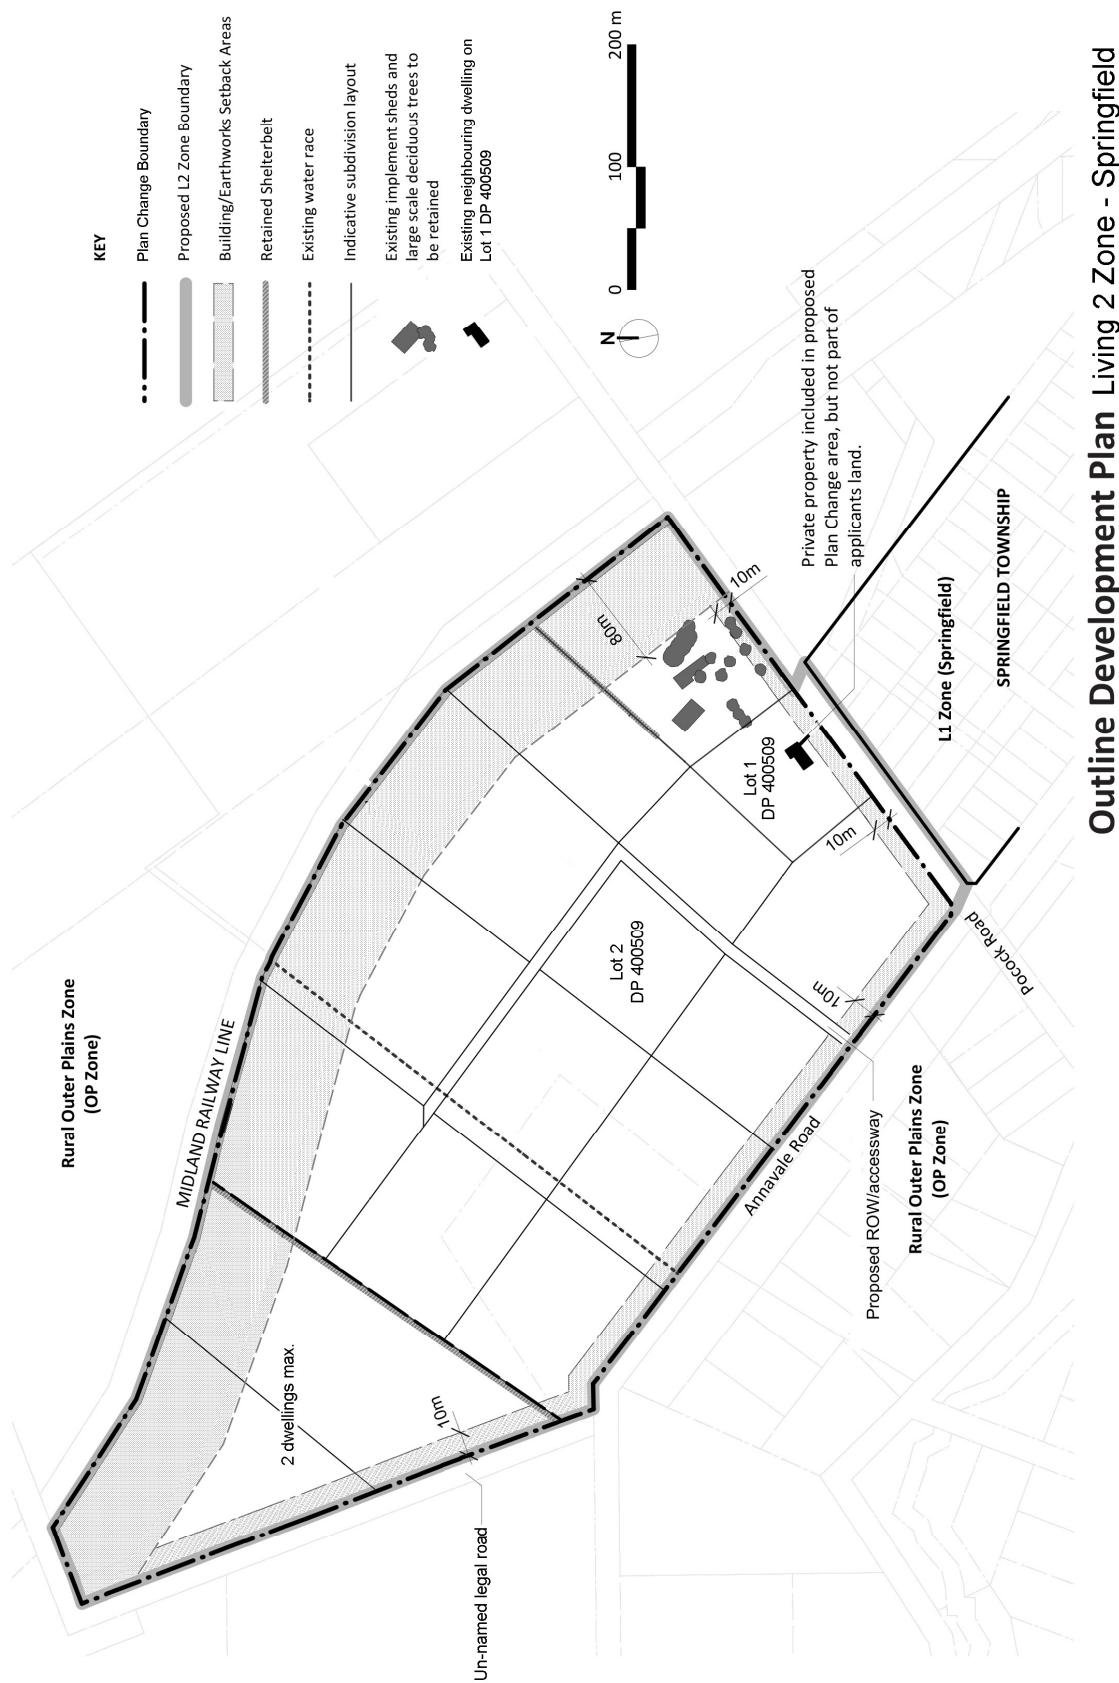 Outline Development Plan Living 2 Zone - Springfield
KEY
Plan Change Boundary
Proposed L2 Zone Boundary
Building/Earthworks Setback Areas
Retained Shelterbelt
Existing water race
Indicative subdivision layout
Existing implement sheds and
large scale deciduous trees to
be retained
Existing neighbouring dwelling on
Lot 1 DP 400509
N
0
100
200 m
Rural Outer Plains Zone
(OP Zone)
MIDLAND RAILWAY LINE
80m
10m
Private property included in proposed
Plan Change area, but not part of
applicants land.
Lot 1
DP 400509
10m
L1 Zone (Springfield)
SPRINGFIELD TOWNSHIP
Lot 2
DP 400509
10m
Pocock Road
2 dwellings max.
10m
Annavale Road
Rural Outer Plains Zone
(OP Zone)
Proposed ROW/accessway
Un-named legal road